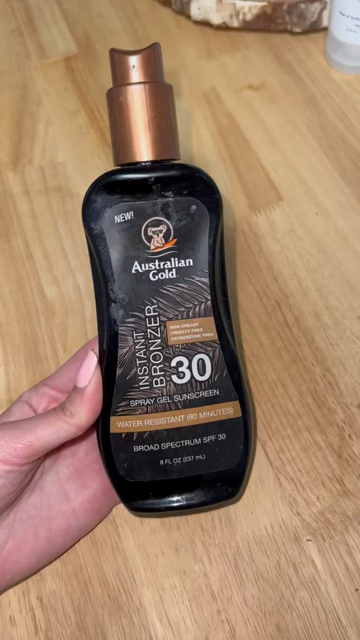 NEW!
Australian
Gold
INSTANT
BRONZER
NON-GREASY
CRUELTY FREE
OXYBENZONE FREE
30
SPRAY GEL SUNSCREEN
WATER RESISTANT (80 MINUTES)
BROAD SPECTRUM SPF 30
8 FL OZ (237 mL)